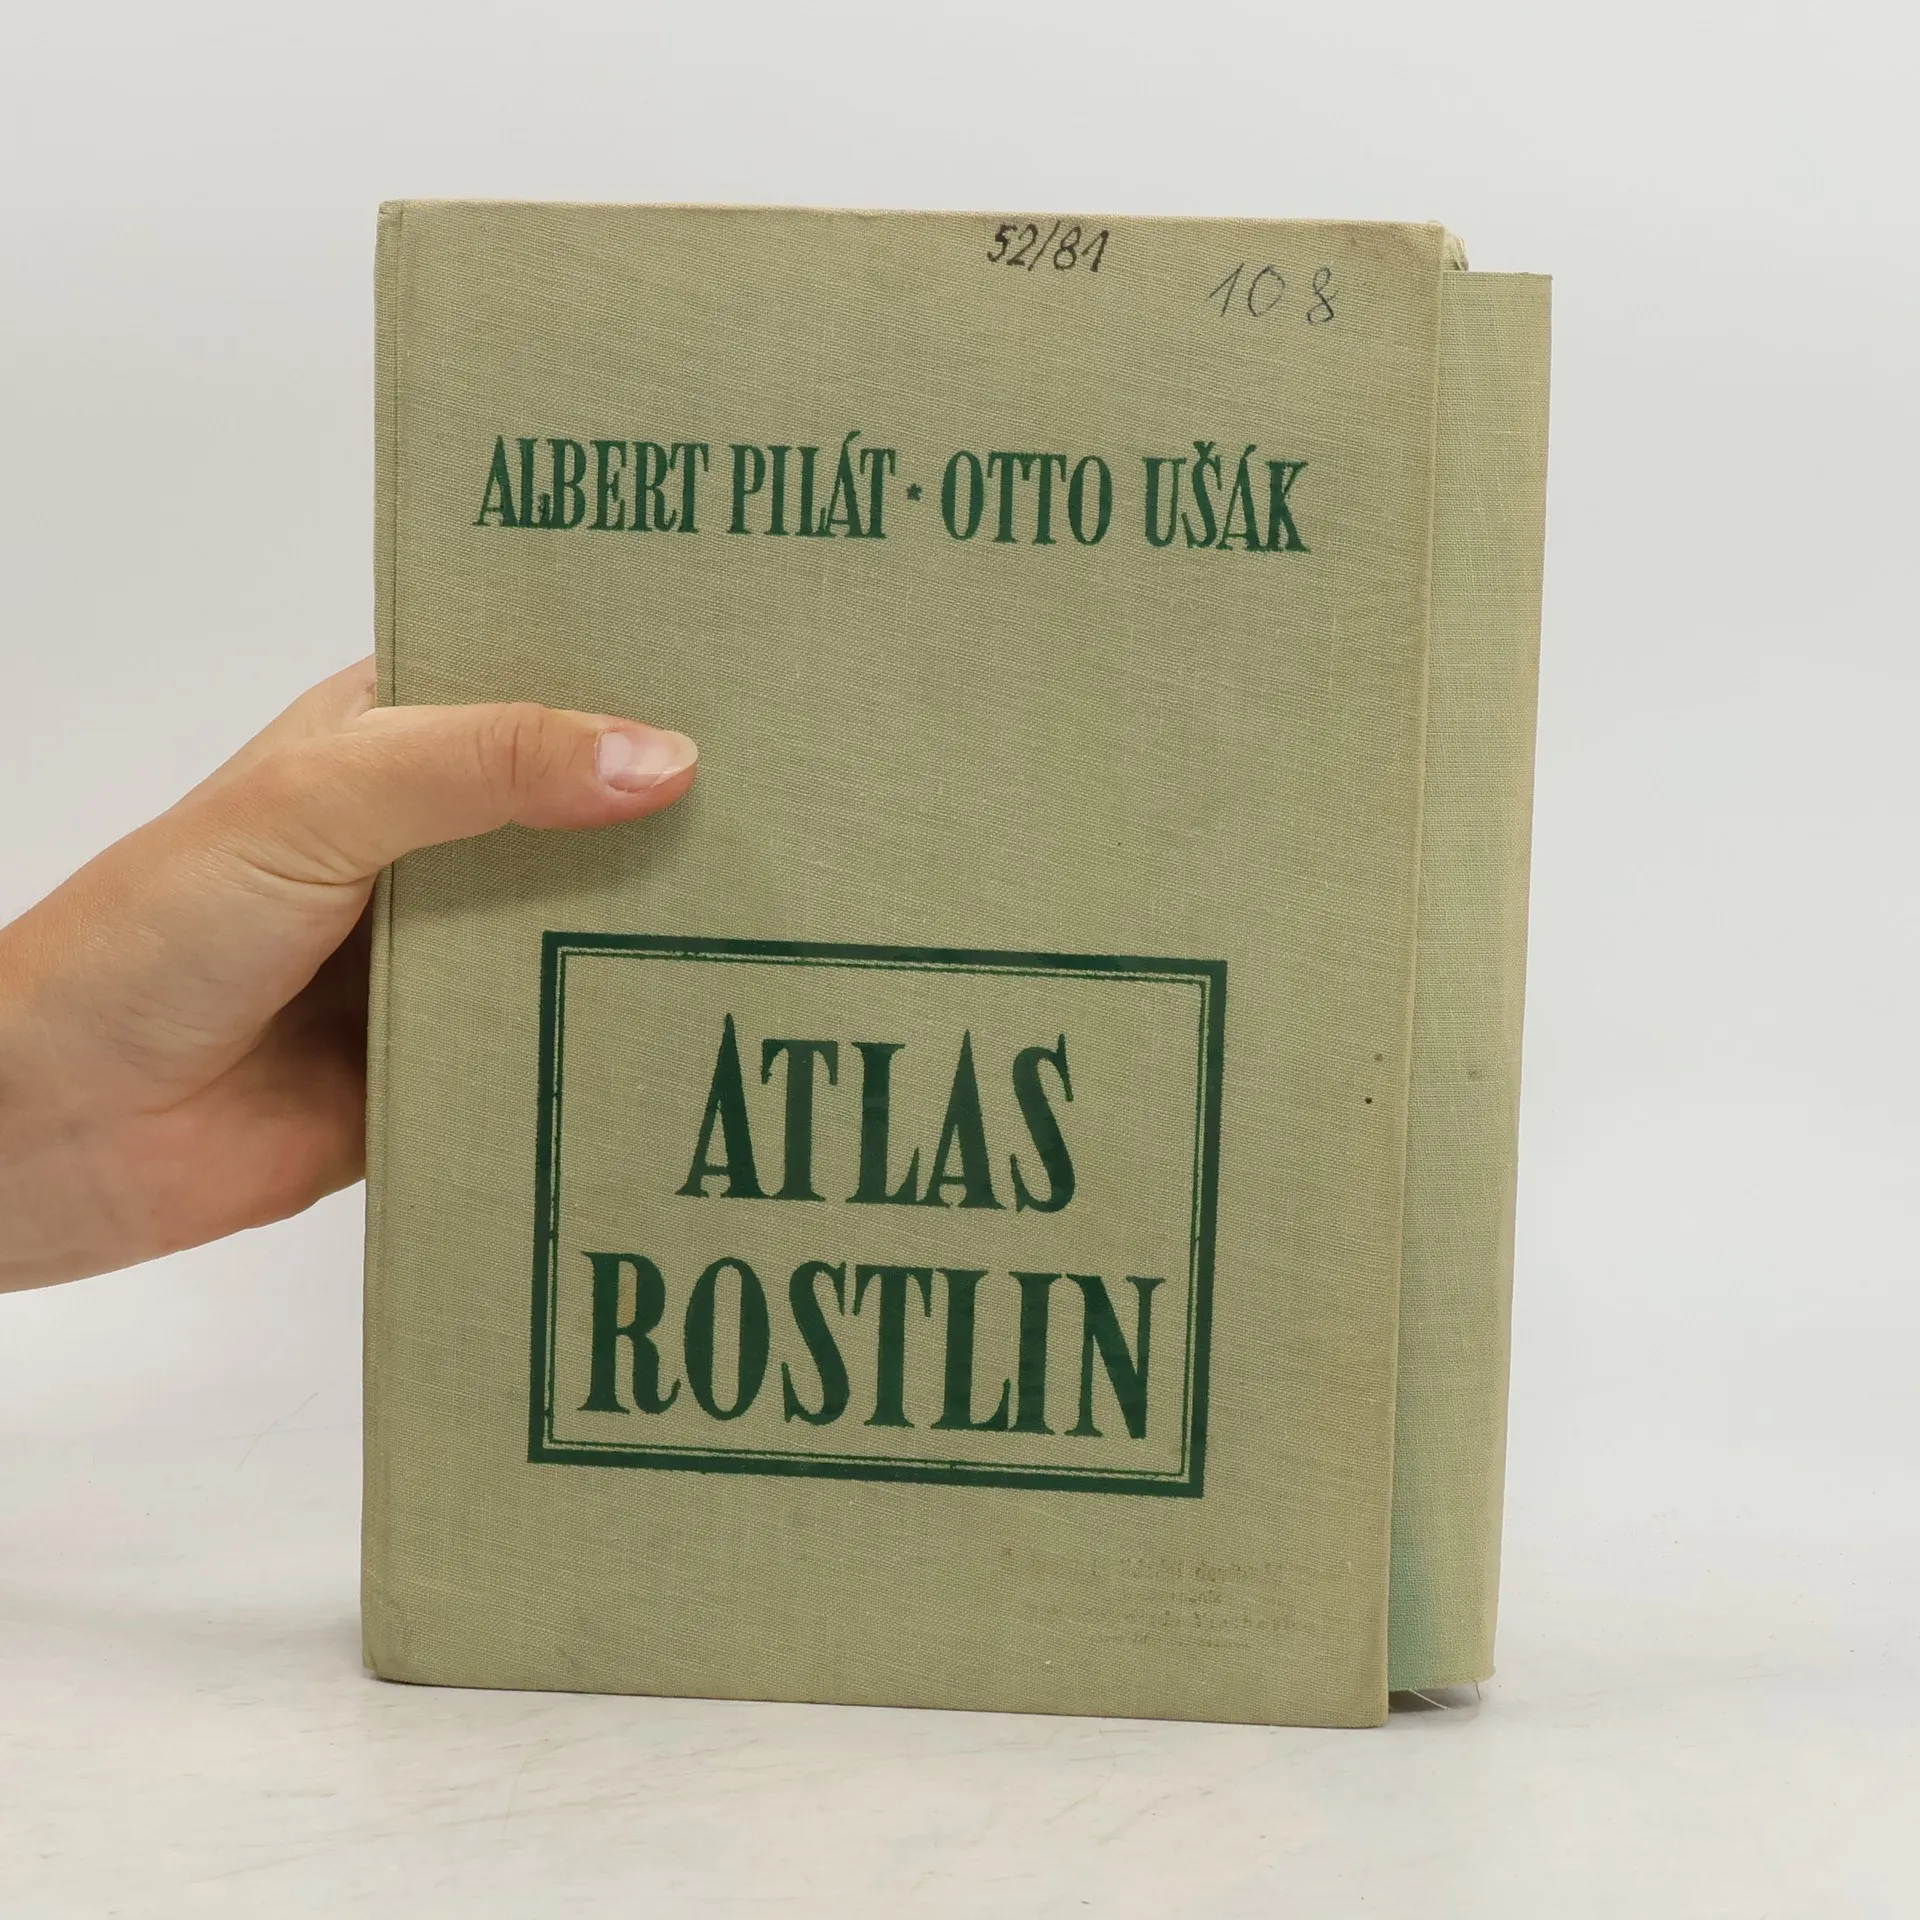 52/81
108
ALBERT PILÁT * OTTO UŠÁK
ATLAS
ROSTLIN